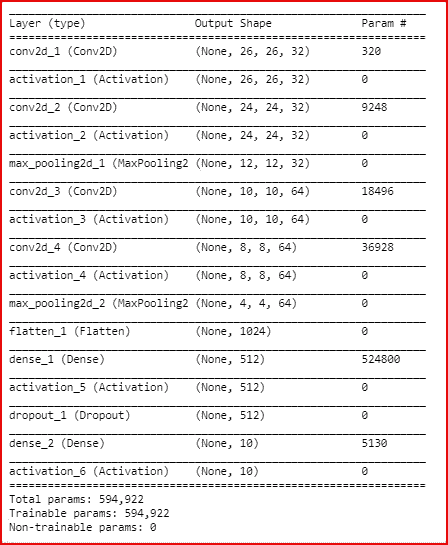 Layer (type) Output Shape Param #
conv2d_1 (Conv2D) (None, 26, 26, 32) 320
activation_1 (Activation) (None, 26, 26, 32) 0
conv2d_2 (Conv2D) (None, 24, 24, 32) 9248
activation_2 (Activation) (None, 24, 24, 32) 0
max_pooling2d_1 (MaxPooling2 (None, 12, 12, 32) 0
conv2d_3 (Conv2D) (None, 10, 10, 64) 18496
activation_3 (Activation) (None, 10, 10, 64) 0
conv2d_4 (Conv2D) (None, 8, 8, 64) 36928
activation_4 (Activation) (None, 8, 8, 64) 0
max_pooling2d_2 (MaxPooling2 (None, 4, 4, 64) 0
flatten_1 (Flatten) (None, 1024) 0
dense_1 (Dense) (None, 512) 524800
activation_5 (Activation) (None, 512) 0
dropout_1 (Dropout) (None, 512) 0
dense_2 (Dense) (None, 10) 5130
activation_6 (Activation) (None, 10) 0
Total params: 594,922
Trainable params: 594,922
Non-trainable params: 0